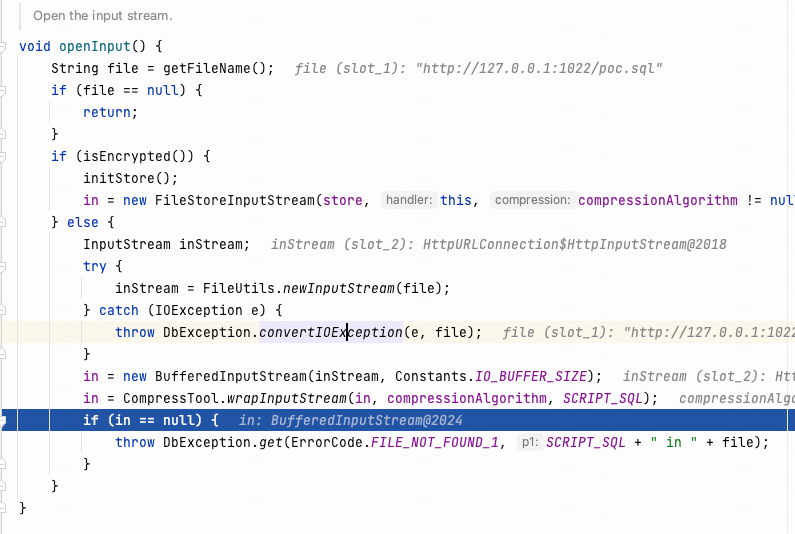 Open the input stream.
void openInput() {
String file = getFileName(); file (slot_1): "http://127.0.0.1:1022/poc.sql"
if (file == null) {
return;
}
if (isEncrypted()) {
initStore();
in = new FileStoreInputStream(store, handler: this, compression: compressionAlgorithm != nul
} else {
InputStream inStream; inStream (slot_2): HttpURLConnection$HttpInputStream@2018
try {
inStream = FileUtils.newInputStream(file);
} catch (IOException e) {
throw DbException.convertIOException(e, file); file (slot_1): "http://127.0.0.1:1022
}
in = new BufferedInputStream(inStream, Constants.IO_BUFFER_SIZE); inStream (slot_2): Htt
in = CompressTool.wrapInputStream(in, compressionAlgorithm, SCRIPT_SQL); compressionAlgo
if (in == null) { in: BufferedInputStream@2024
throw DbException.get(ErrorCode.FILE_NOT_FOUND_1, p1: SCRIPT_SQL + " in " + file);
}
}
}